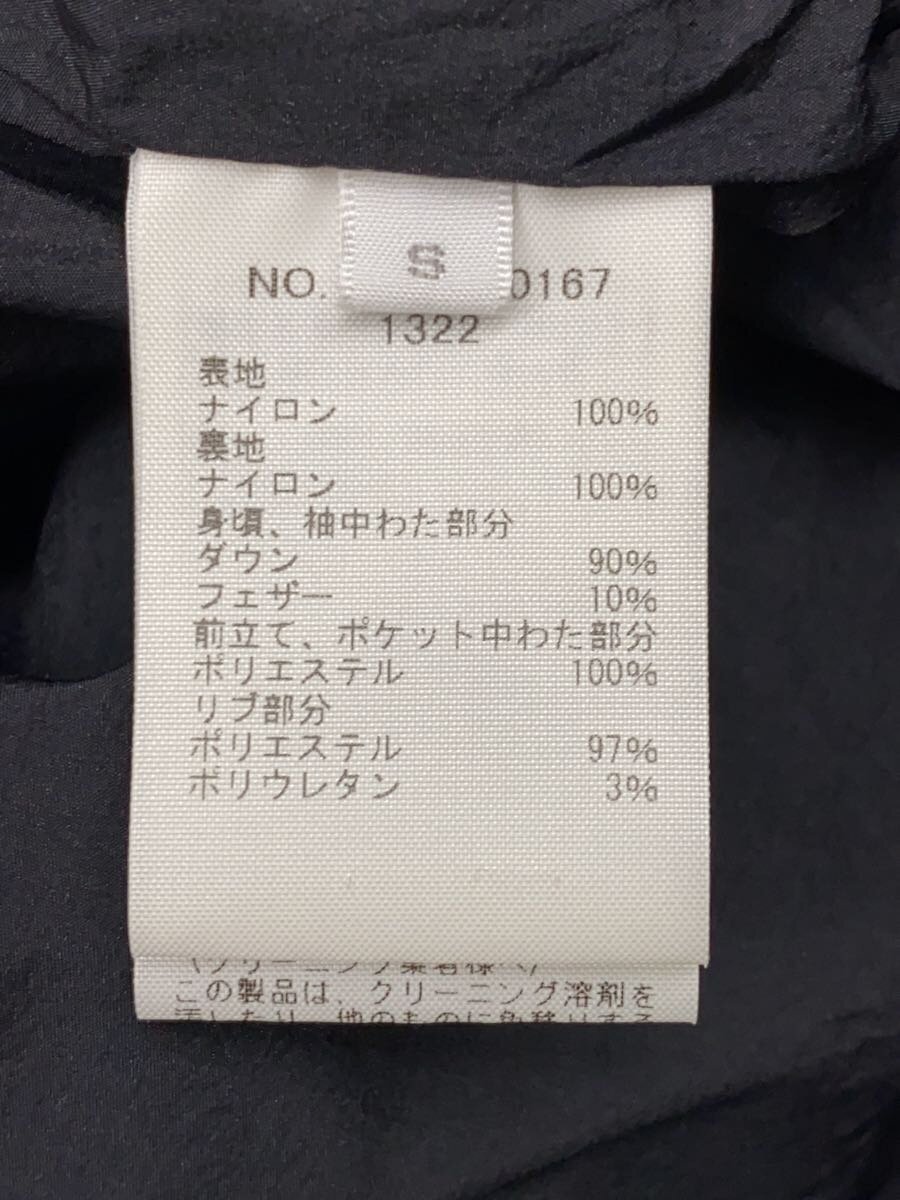 S
NO. 0167
1322
表地
ナイロン 100%
裏地
ナイロン 100%
身頃、袖中わた部分
ダウン 90%
フェザー 10%
前立て、ポケット中わた部分
ポリエステル 100%
リブ部分
ポリエステル 97%
ポリウレタン 3%
この製品は、クリーニング溶剤を